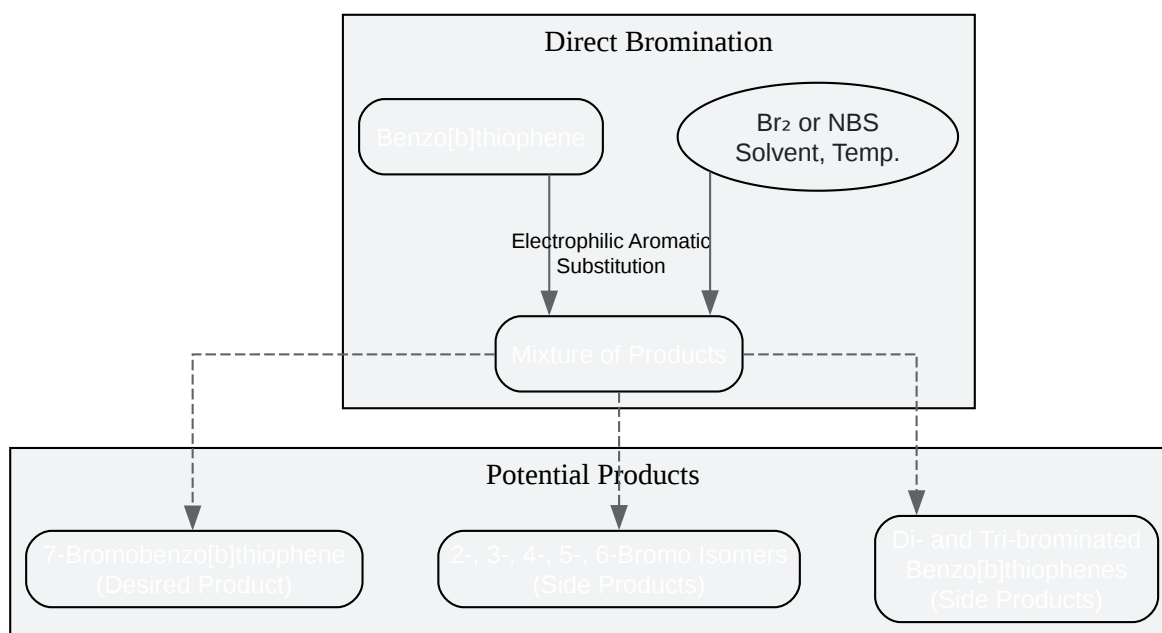 Direct Bromination
Benzo[b]thiophene
Br₂ or NBS
Solvent, Temp.
Electrophilic Aromatic
Substitution
Mixture of Products
Potential Products
7-Bromobenzo[b]thiophene
(Desired Product)
2-, 3-, 4-, 5-, 6-Bromo Isomers
(Side Products)
Di- and Tri-brominated
Benzo[b]thiophenes
(Side Products)